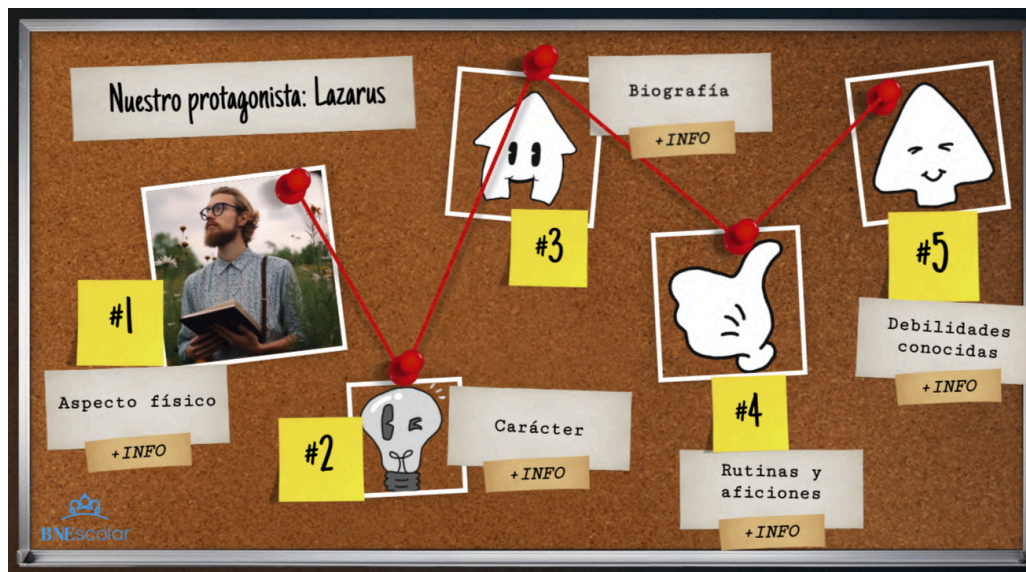 Nuestro protagonista: Lazarus
#1
Aspecto físico
+INFO
#2
Carácter
+INFO
#3
Biografía
+INFO
#4
Rutinas y
aficiones
+INFO
#5
Debilidades
conocidas
+INFO
BNEscolar